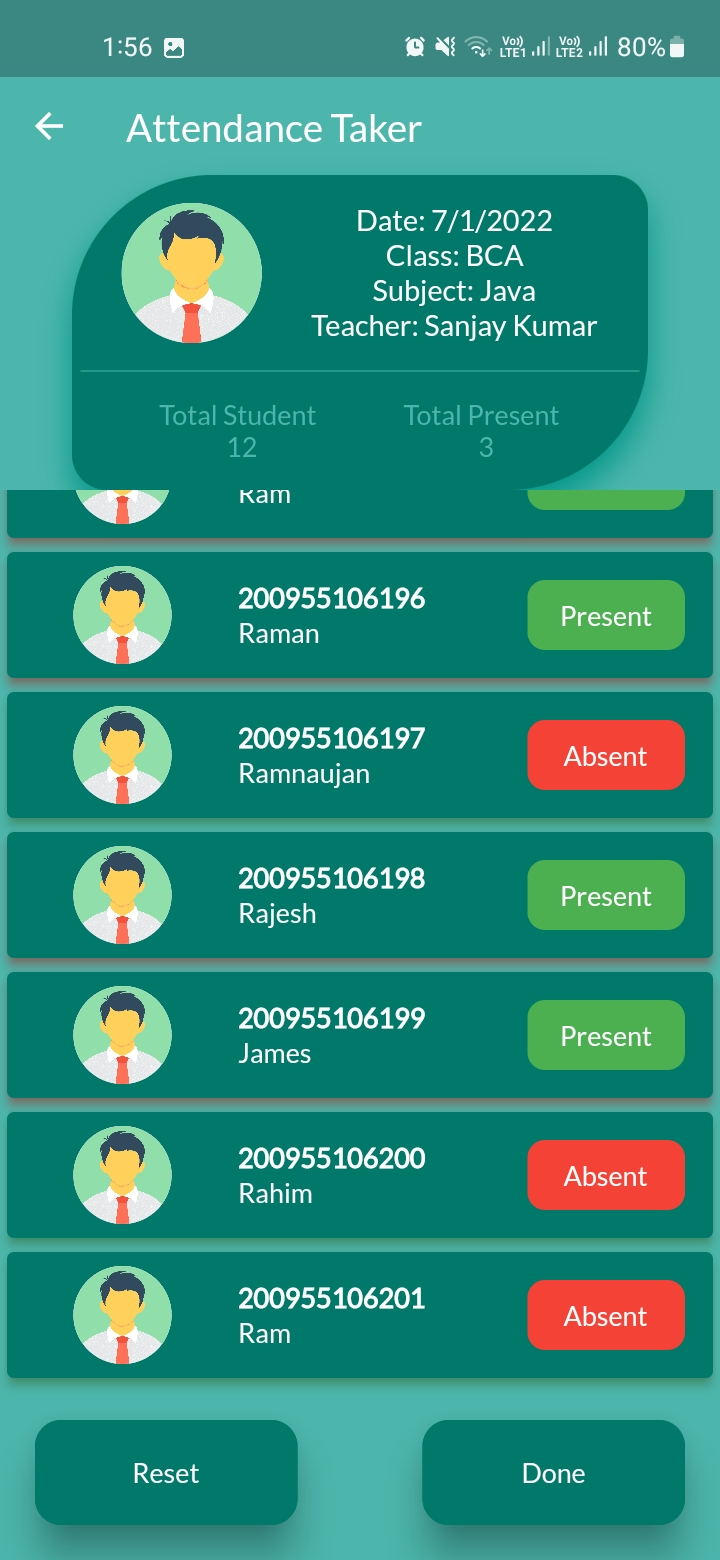 1:56 Vo)) LTE1 Vo)) LTE2 80%
Attendance Taker
Date: 7/1/2022
Class: BCA
Subject: Java
Teacher: Sanjay Kumar
Total Student Total Present
12 3
Ram
200955106196
Raman
Present
200955106197
Ramnaujan
Absent
200955106198
Rajesh
Present
200955106199
James
Present
200955106200
Rahim
Absent
200955106201
Ram
Absent
Reset Done